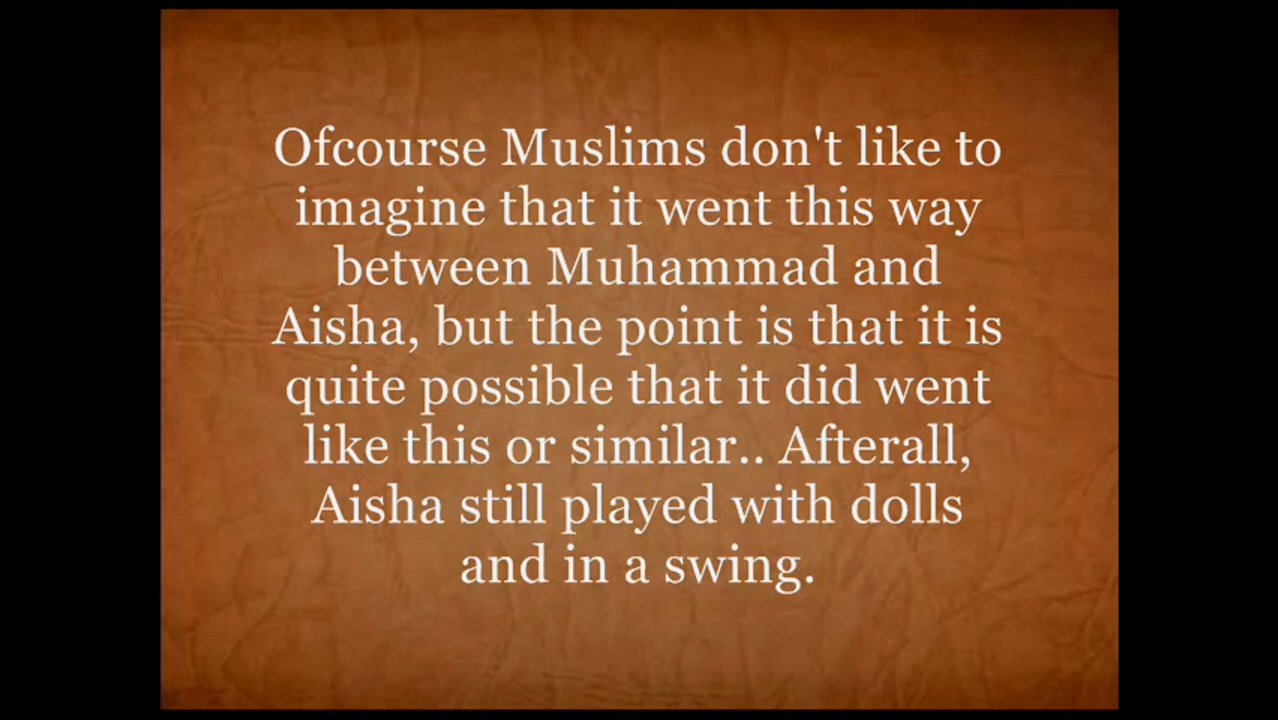 Ofcourse Muslims don't like to
imagine that it went this way
between Muhammad and
Aisha, but the point is that it is
quite possible that it did went
like this or similar.. Afterall,
Aisha still played with dolls
and in a swing.